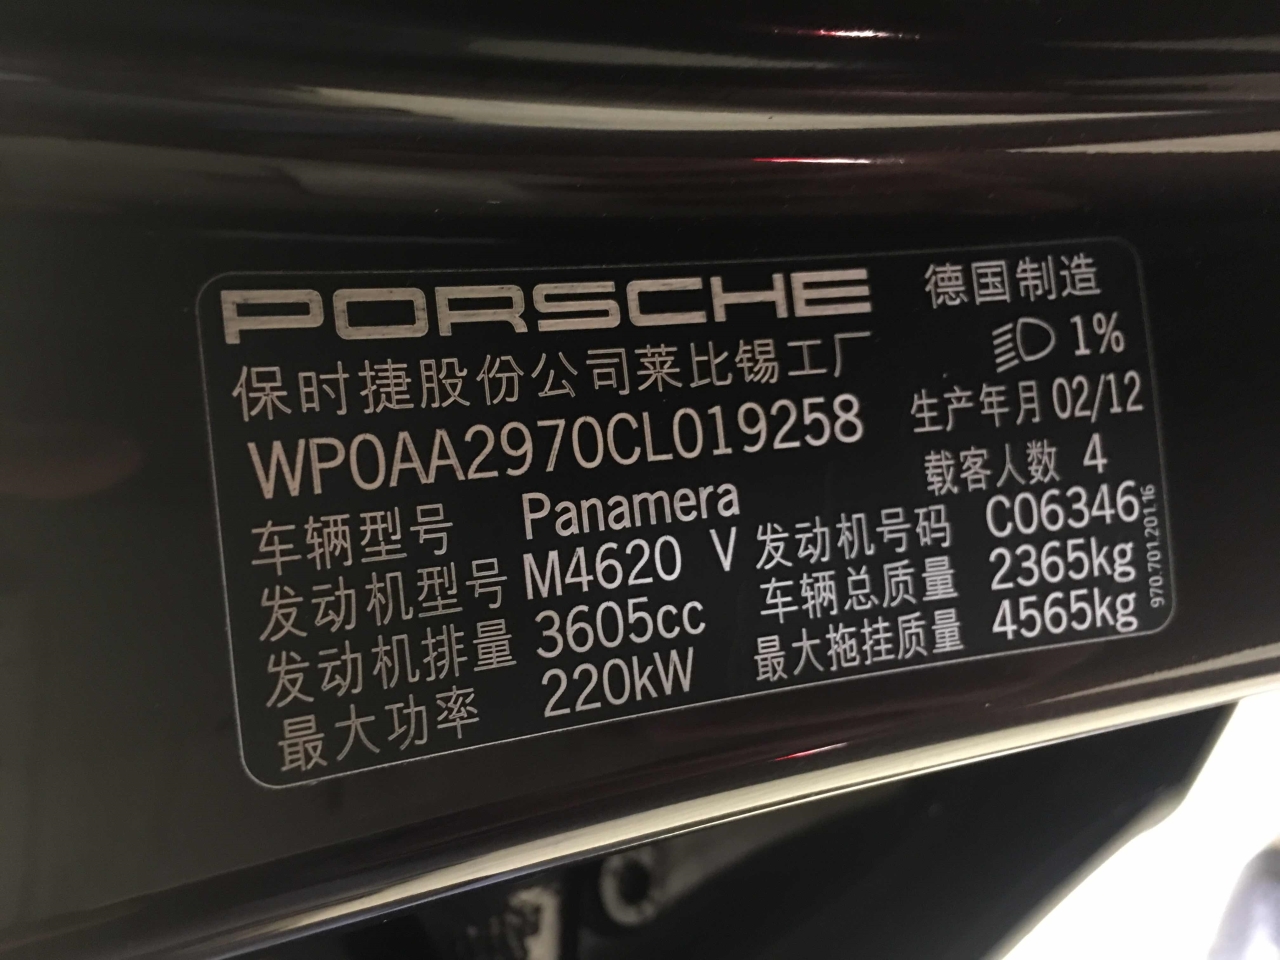 PORSCHE 德国制造
保时捷股份公司莱比锡工厂 1%
WP0AA2970CL019258 生产年月 02/12
载客人数 4
车辆型号 Panamera
发动机型号 M4620 V 发动机号码 C06346
发动机排量 3605cc 车辆总质量 2365kg
最大功率 220kW 最大拖挂质量 4565kg
970.701.201.16